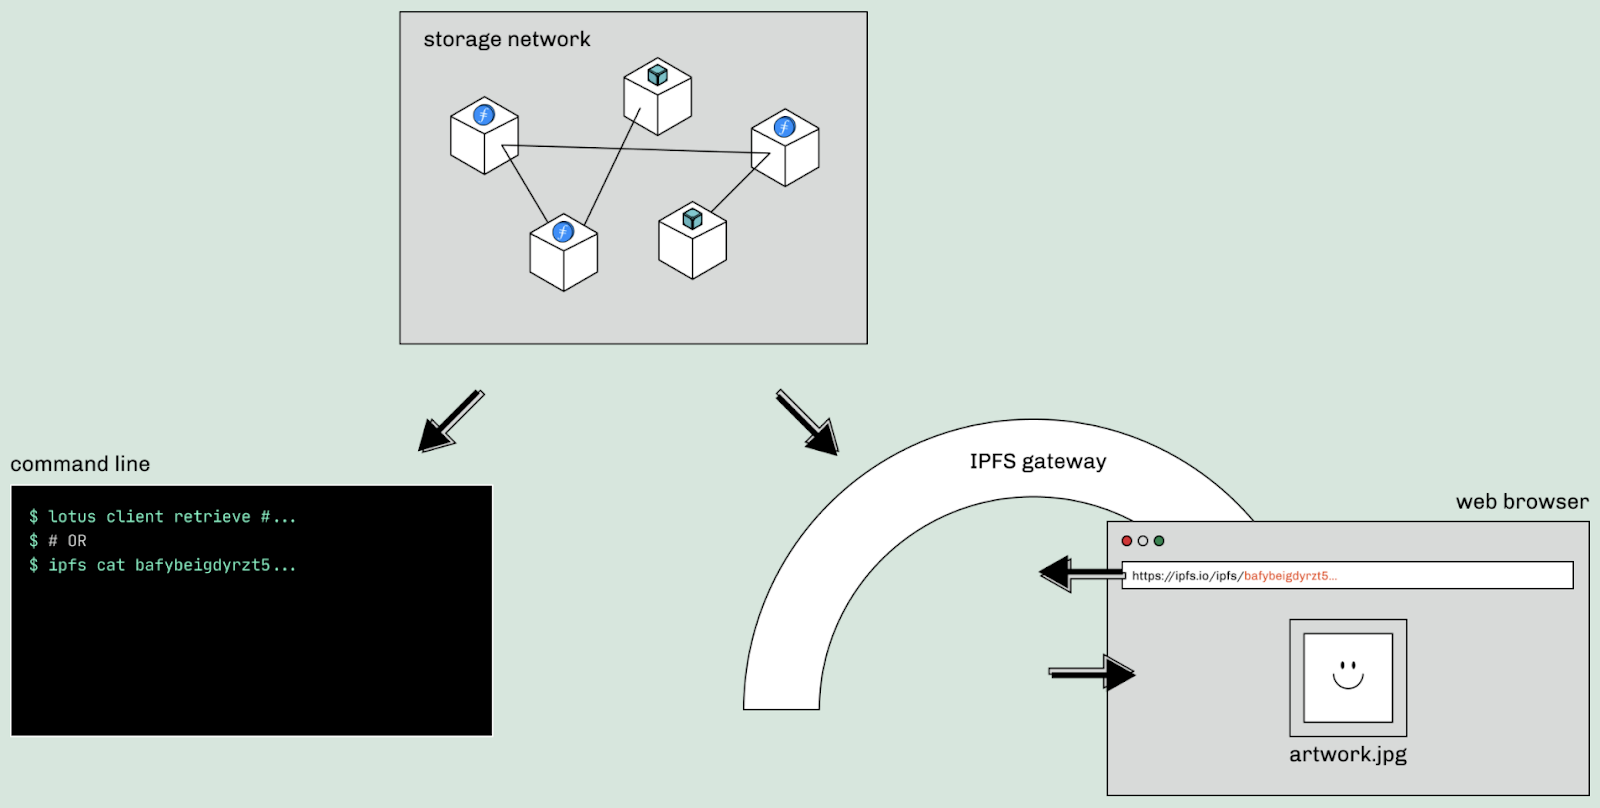 storage network
command line
$ lotus client retrieve #...
$ # OR
$ ipfs cat bafybeigdyrzt5...
IPFS gateway
web browser
https://ipfs.io/ipfs/bafybeigdyrzt5...
artwork.jpg